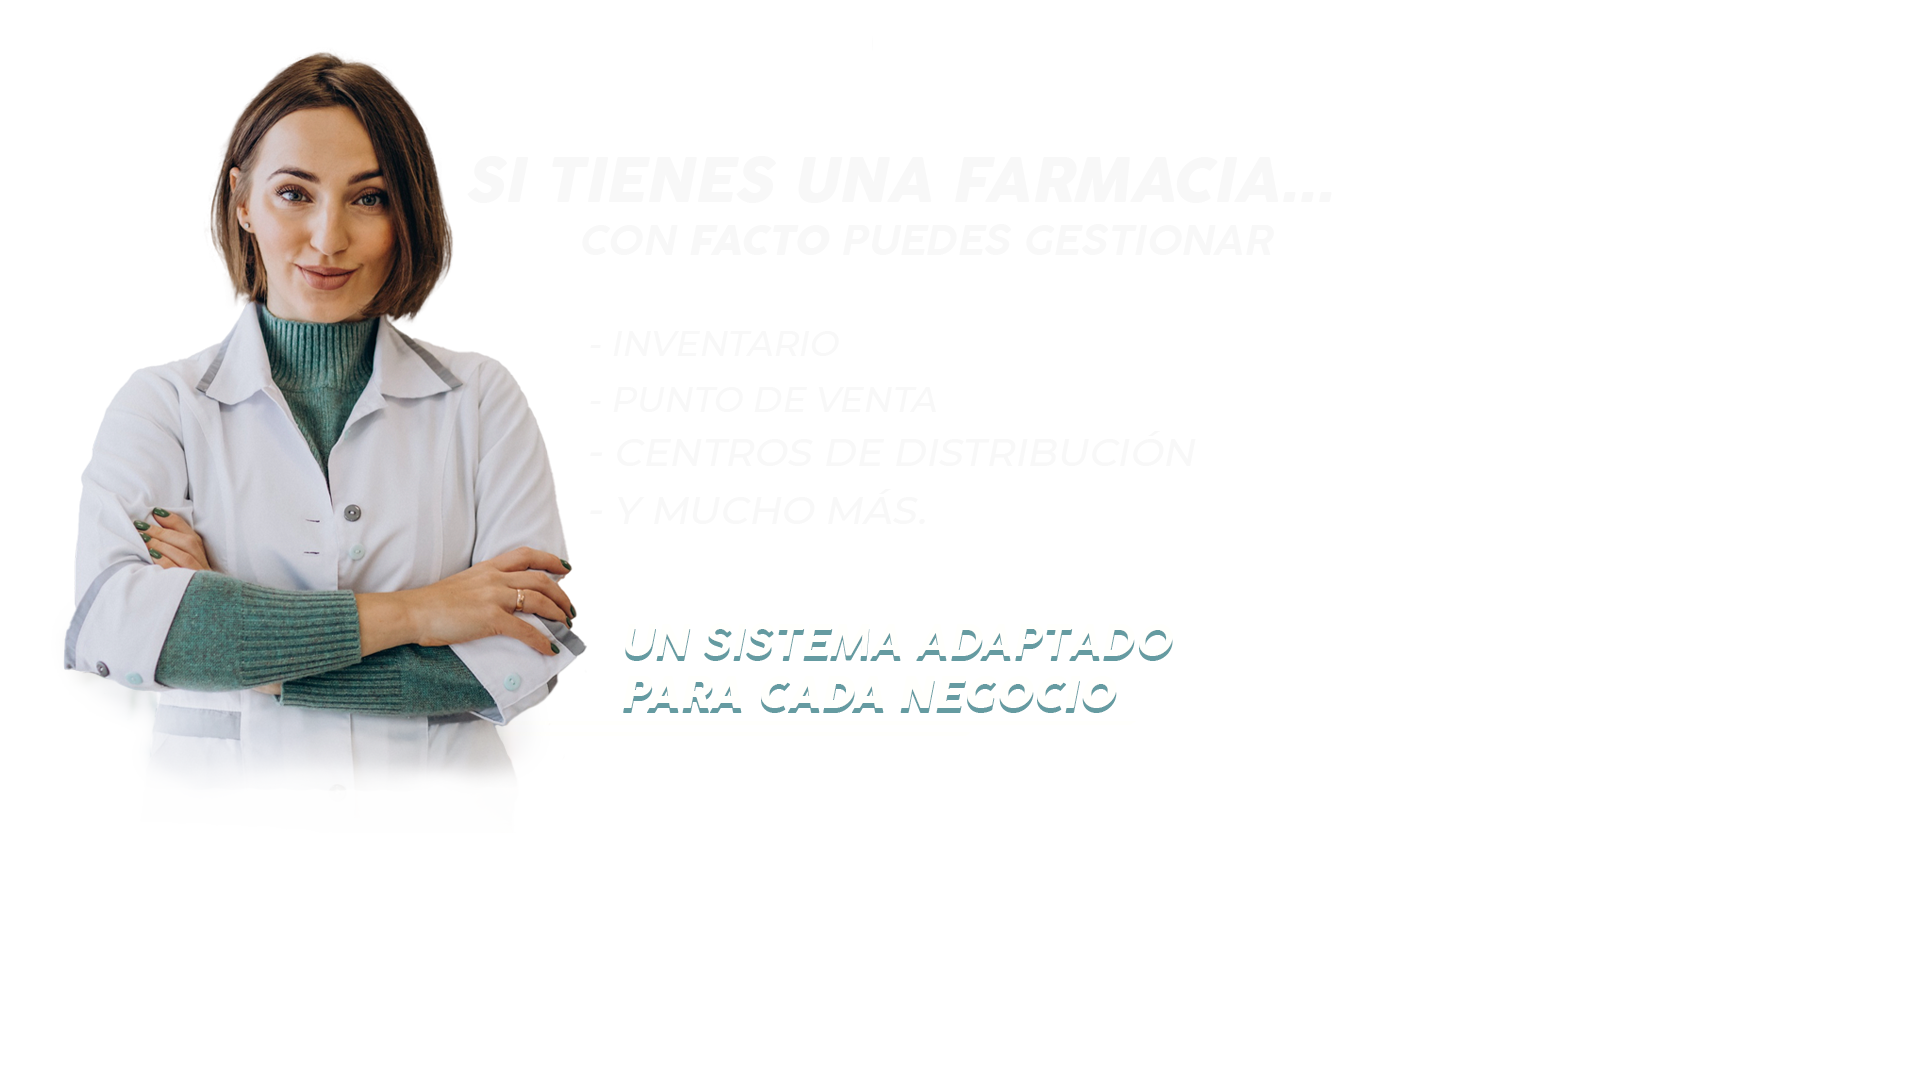 SI TIENES UNA FARMACIA...
CON FACTO PUEDES GESTIONAR
- INVENTARIO
- PUNTO DE VENTA
- CENTROS DE DISTRIBUCIÓN
- Y MUCHO MÁS.
UN SISTEMA ADAPTADO
PARA CADA NEGOCIO